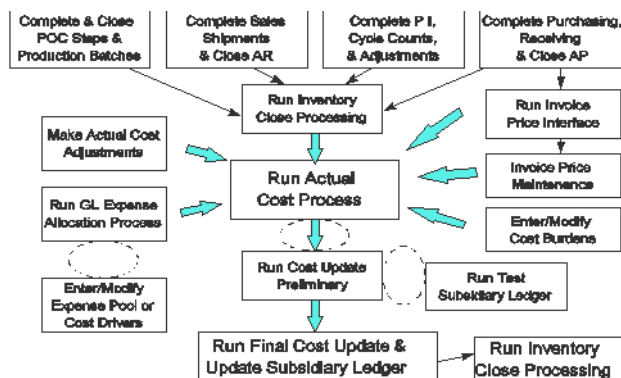 Complete & Close
POC Steps &
Production Batches
Complete Sales
Shipments
& Close AR
Complete P I,
Cycle Counts,
& Adjustments
Complete Purchasing,
Receiving
& Close AP
Run Inventory
Close Processing
Run Invoice
Price Interface
Make Actual Cost
Adjustments
Run Actual
Cost Process
Invoice Price
Maintenance
Run GL Expense
Allocation Process
Enter/Modify
Cost Burdens
Run Cost Update
Preliminary
Run Test
Subsidiary Ledger
Enter/Modify
Expense Pool or
Cost Drivers
Run Final Cost Update &
Update Subsidiary Ledger
Run Inventory
Close Processing